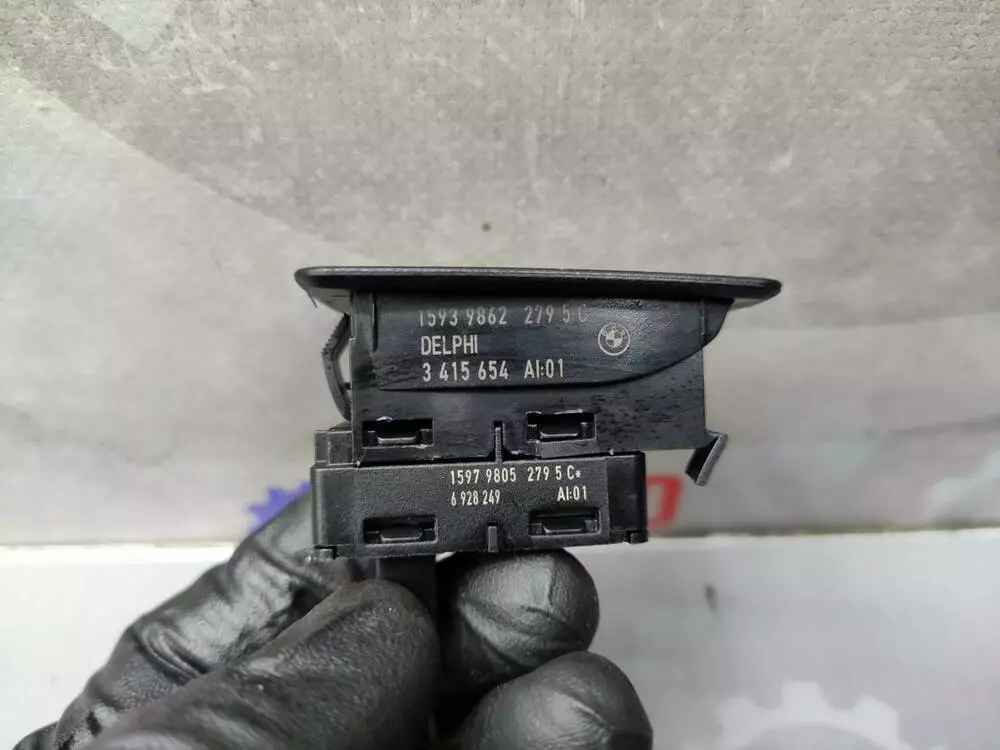 1593 9862 279 5 C
DELPHI
3 415 654 AI:01
1597 9805 279 5 C*
6 928 249 AI:01